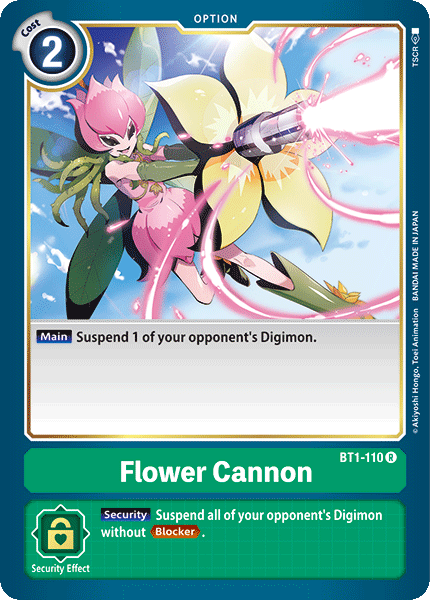 OPTION
Cost
2
TSCR
©Akiyoshi Hongo, Toei Animation BANDAI MADE IN JAPAN
Main Suspend 1 of your opponent's Digimon.
BT1-110 R
Flower Cannon
Security Suspend all of your opponent's Digimon
without Blocker.
Security Effect